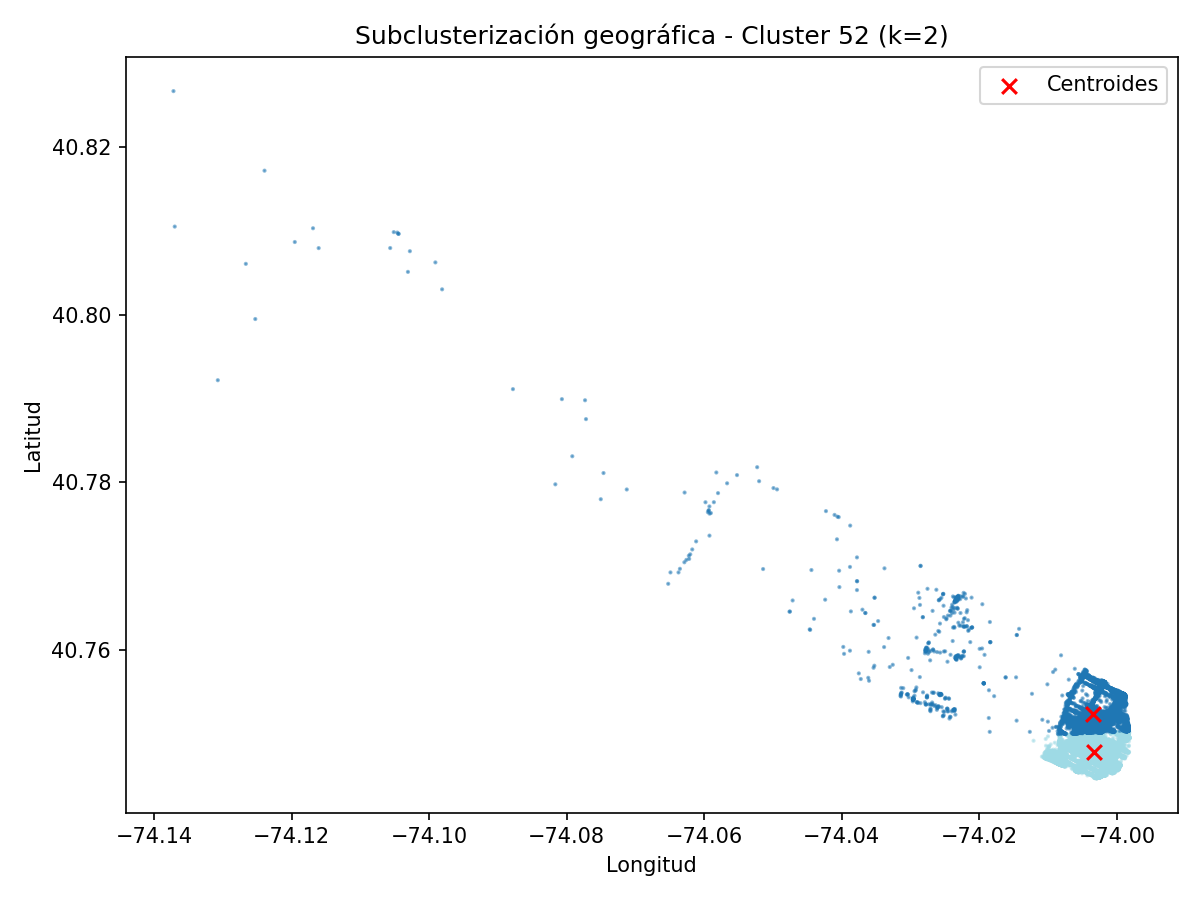 Subclusterización geográfica - Cluster 52 (k=2)
Centroides
Latitud
40.82
40.80
40.78
40.76
−74.14 −74.12 −74.10 −74.08 −74.06 −74.04 −74.02 −74.00
Longitud